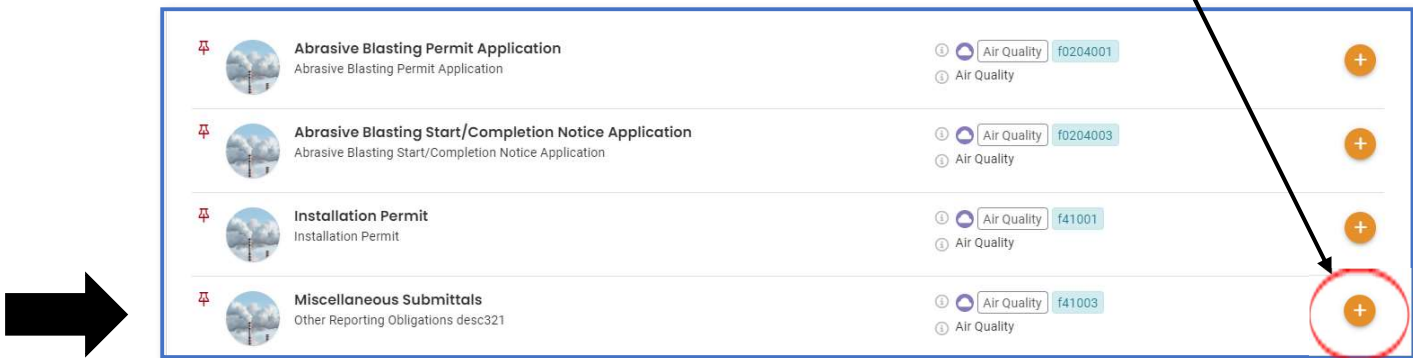 Abrasive Blasting Permit Application
Abrasive Blasting Permit Application
Air Quality f0204001
Air Quality
Abrasive Blasting Start/Completion Notice Application
Abrasive Blasting Start/Completion Notice Application
Air Quality f0204003
Air Quality
Installation Permit
Installation Permit
Air Quality f41001
Air Quality
Miscellaneous Submittals
Other Reporting Obligations desc321
Air Quality f41003
Air Quality